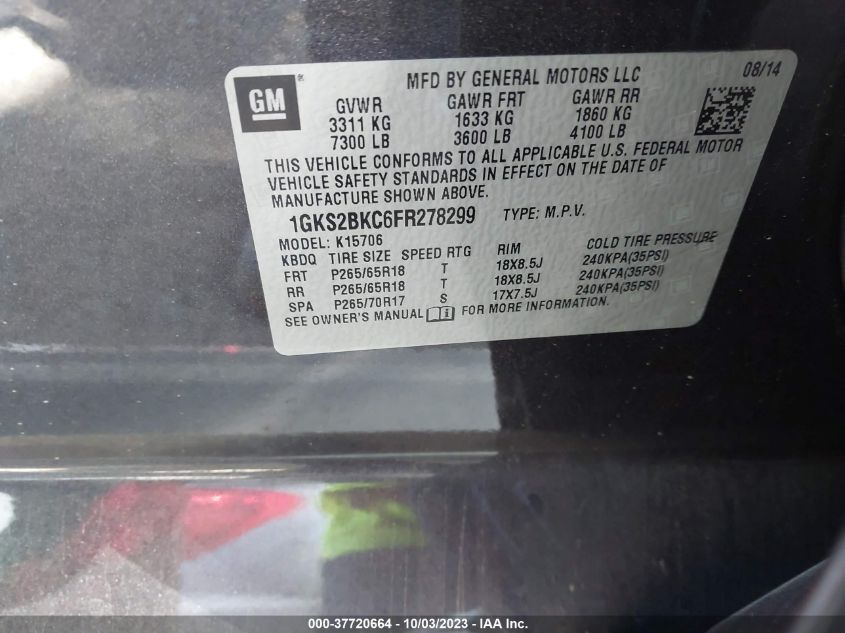 GM ®
MFD BY GENERAL MOTORS LLC 08/14
GVWR GAWR FRT GAWR RR
3311 KG 1633 KG 1860 KG
7300 LB 3600 LB 4100 LB
THIS VEHICLE CONFORMS TO ALL APPLICABLE U.S. FEDERAL MOTOR
VEHICLE SAFETY STANDARDS IN EFFECT ON THE DATE OF
MANUFACTURE SHOWN ABOVE.
1GKS2BKC6FR278299 TYPE: M.P.V.
MODEL: K15706
KBDQ TIRE SIZE SPEED RTG RIM COLD TIRE PRESSURE
FRT P265/65R18 T 18X8.5J 240KPA(35PSI)
RR P265/65R18 T 18X8.5J 240KPA(35PSI)
SPA P265/70R17 S 17X7.5J 240KPA(35PSI)
SEE OWNER'S MANUAL FOR MORE INFORMATION.
000-37720664 - 10/03/2023 - IAA Inc.